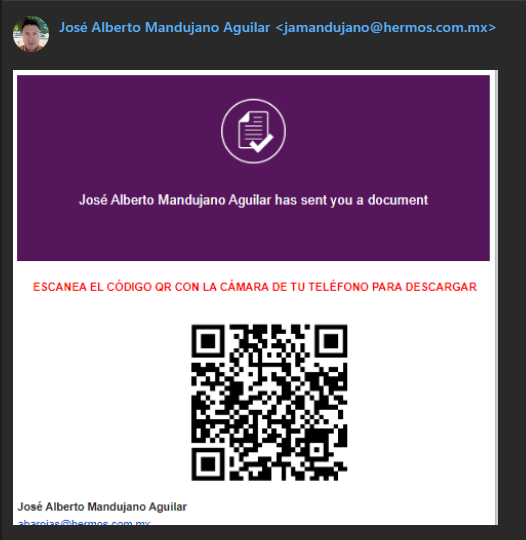 José Alberto Mandujano Aguilar <jamandujano@hermos.com.mx>
José Alberto Mandujano Aguilar has sent you a document
ESCANEA EL CÓDIGO QR CON LA CÁMARA DE TU TELÉFONO PARA DESCARGAR
José Alberto Mandujano Aguilar
abarojas@hermos.com.mx